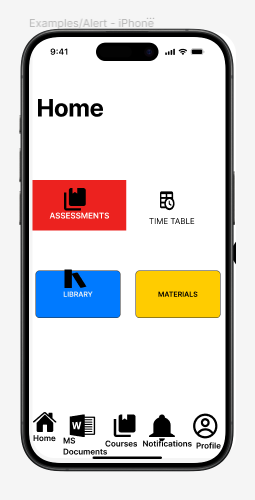 Examples/Alert - iPhone
9:41
Home
ASSESSMENTS
TIME TABLE
LIBRARY
MATERIALS
W
Home
MS
Documents
Courses
Notifications
Profile